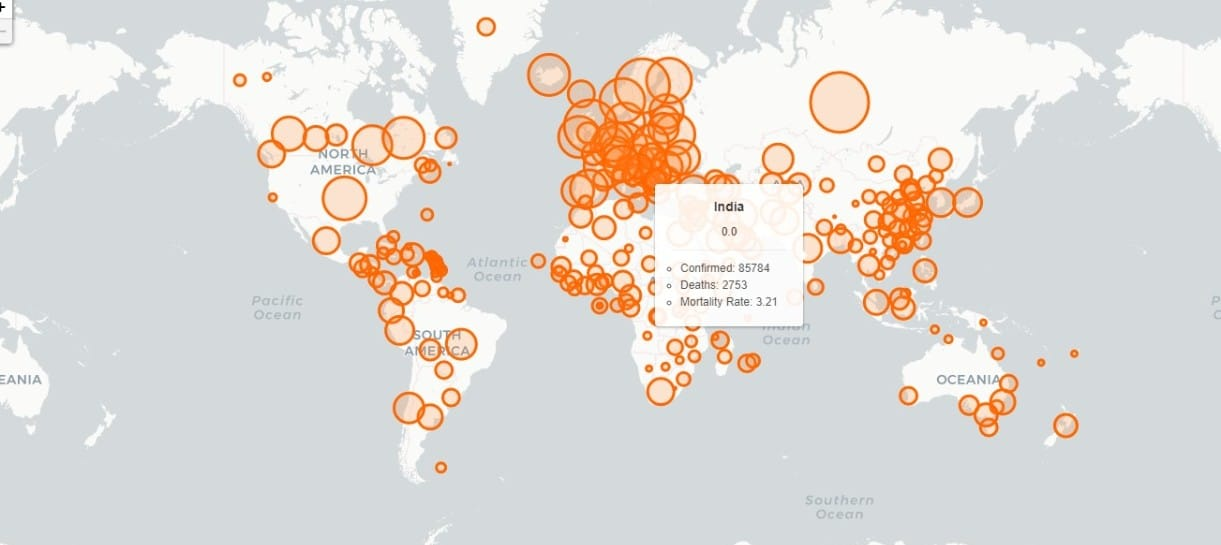 +
−
NORTH
AMERICA
Atlantic
Ocean
Pacific
Ocean
SOUTH
AMERICA
India
0.0
Confirmed: 85784
Deaths: 2753
Mortality Rate: 3.21
Indian
Ocean
EANIA
OCEANIA
Southern
Ocean
P
O